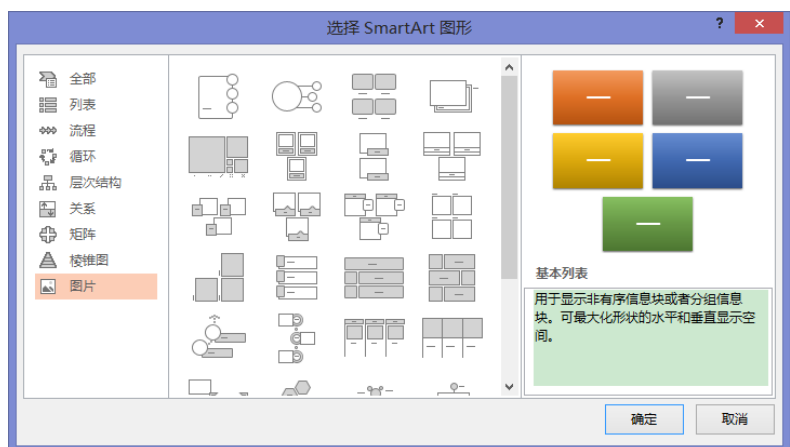 选择 SmartArt 图形
?
×
全部
列表
流程
循环
层次结构
关系
矩阵
棱锥图
图片
基本列表
用于显示非有序信息块或者分组信息
块。可最大化形状的水平和垂直显示空
间。
确定
取消